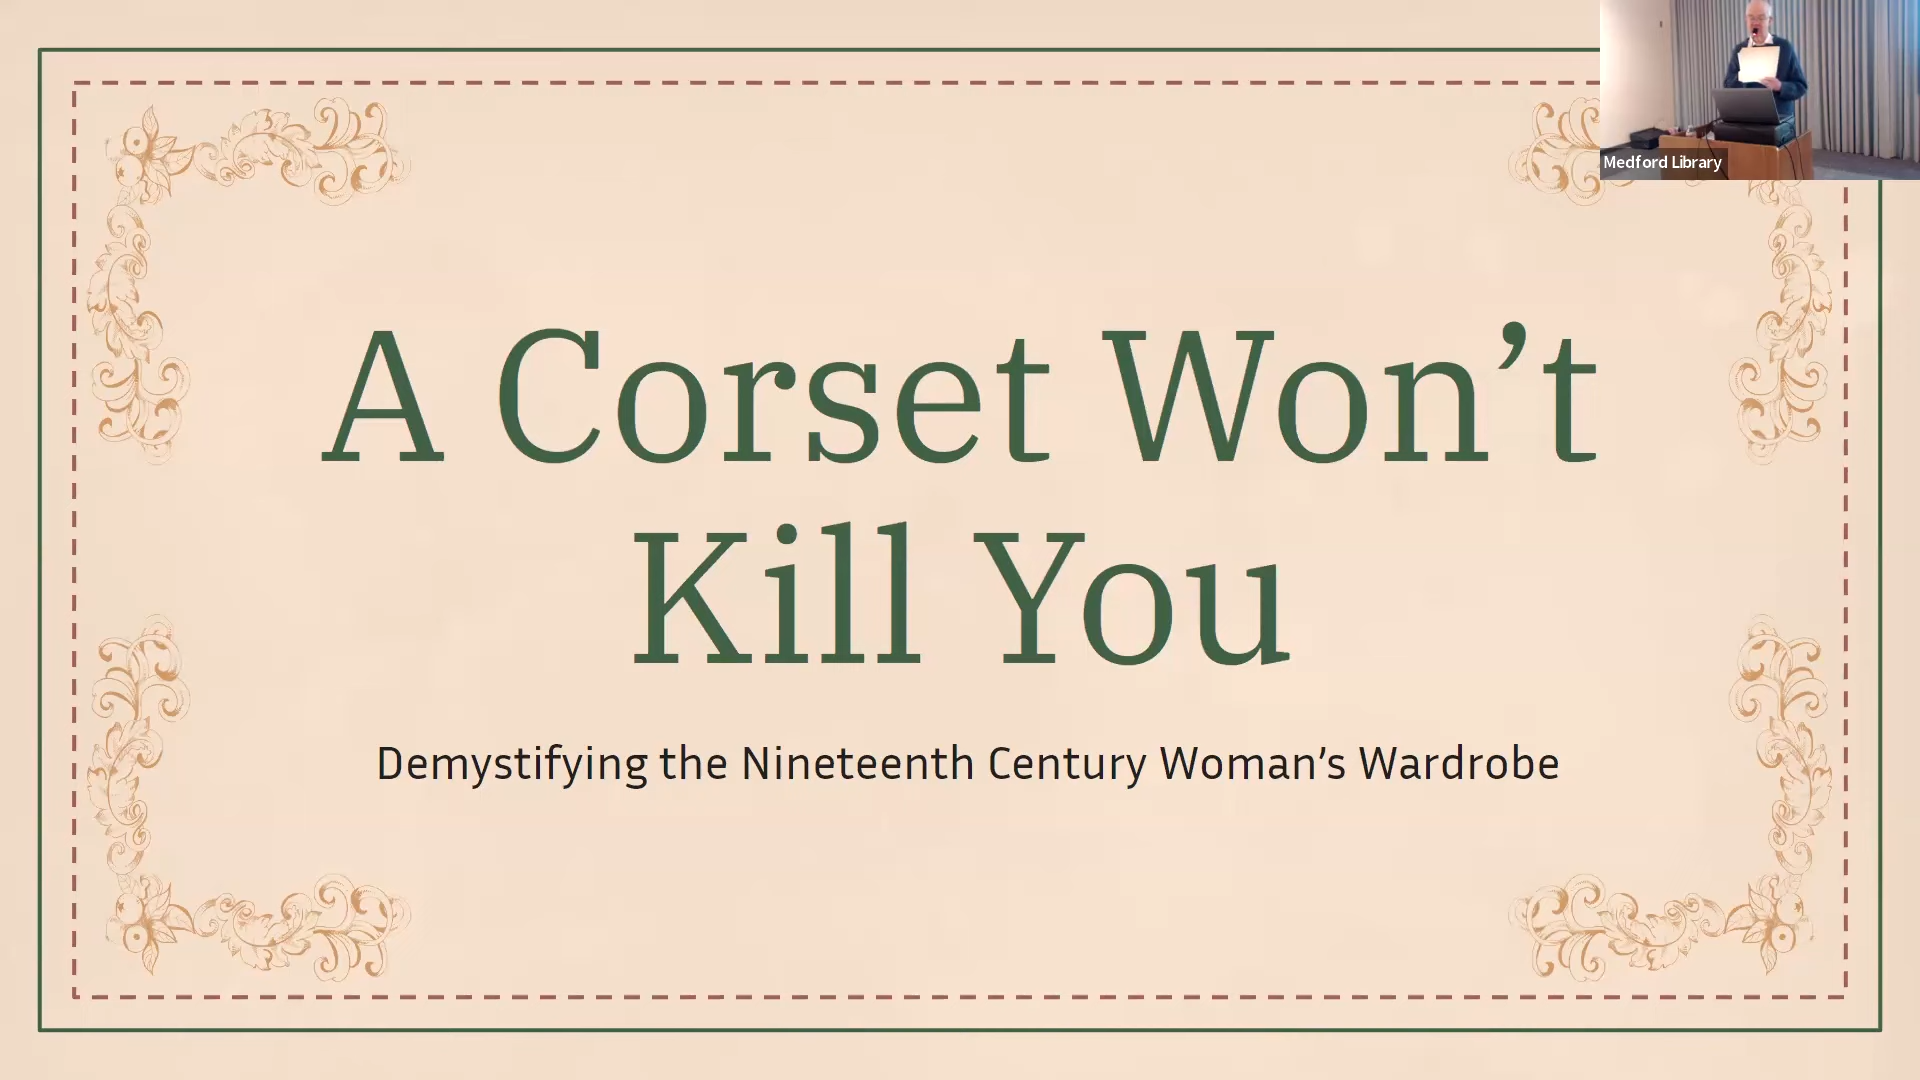 A Corset Won’t
Kill You
Demystifying the Nineteenth Century Woman’s Wardrobe
Medford Library